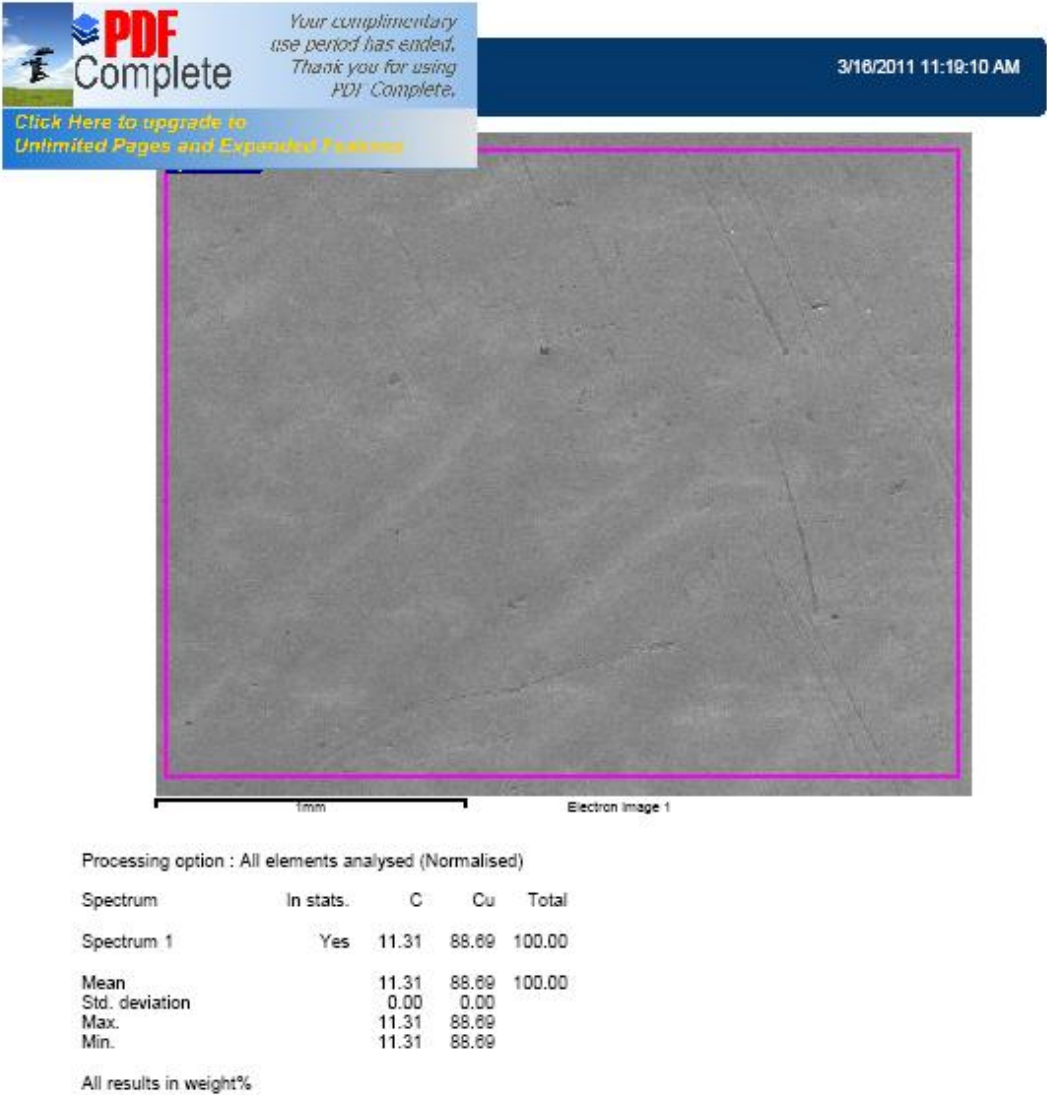 PDF
Complete
Your complimentary
use period has ended.
Thank you for using
PDF Complete.
Click Here to upgrade to
Unlimited Pages and Expanded Features
3/16/2011 11:19:10 AM
1mm
Electron Image 1
Processing option : All elements analysed (Normalised)
Spectrum In stats. C Cu Total
Spectrum 1 Yes 11.31 88.69 100.00
Mean 11.31 88.69 100.00
Std. deviation 0.00 0.00
Max. 11.31 88.69
Min. 11.31 88.69
All results in weight%